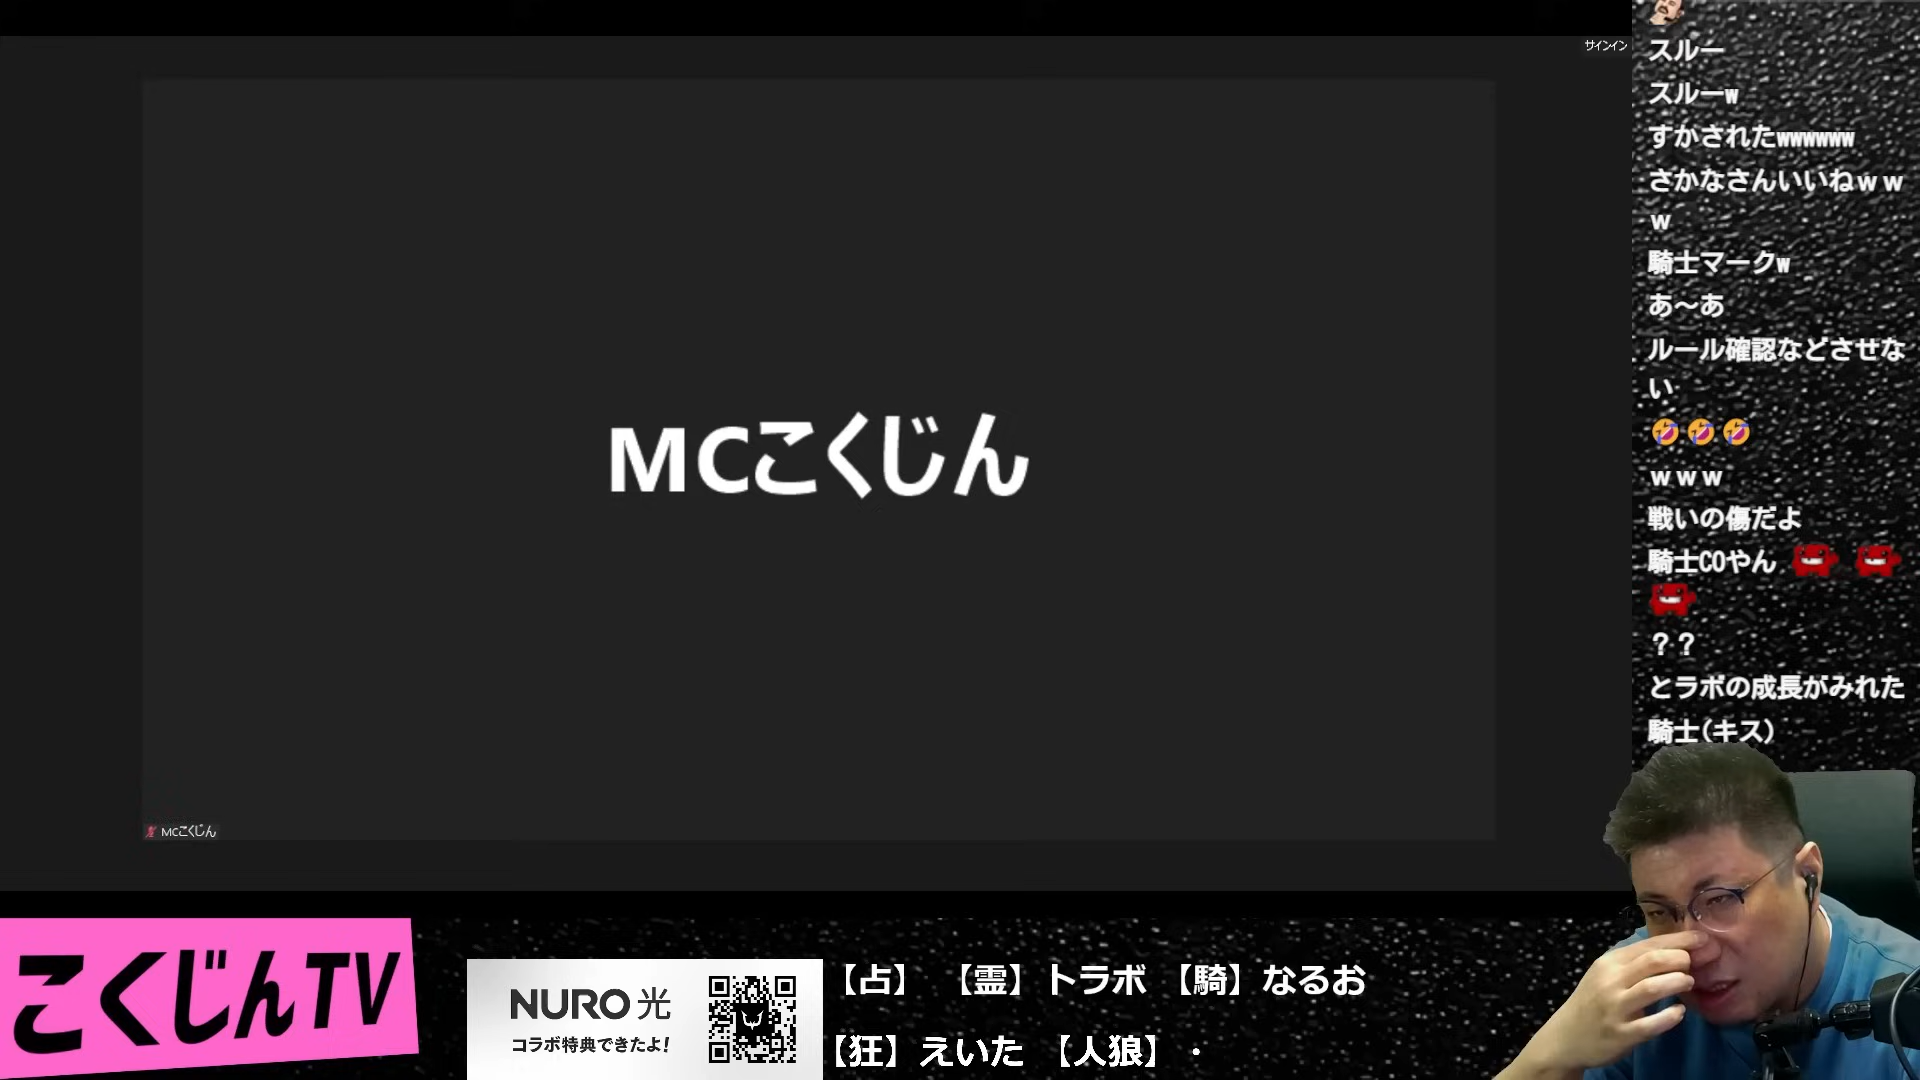 サインイン
MCこくじん
MCこくじん
スルー
スルーw
すかされたwwwwww
さかなさんいいねｗｗ
ｗ
騎士マークw
あ～あ
ルール確認などさせな
い
ｗｗｗ
戦いの傷だよ
騎士COやん
？？
とラボの成長がみれた
騎士(キス)
こくじんTV
NURO 光
コラボ特典できたよ!
【占】 【霊】トラボ 【騎】なるお
【狂】えいた 【人狼】・